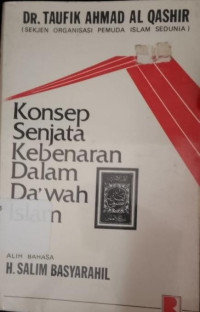 DR. TAUFIK AHMAD AL QASHIR
(SEKJEN ORGANISASI PEMUDA ISLAM SEDUNIA)
Konsep
Senjata
Kebenaran
Dalam
Da'wah
Islam
ALIH BAHASA
H. SALIM BASYARAHIL